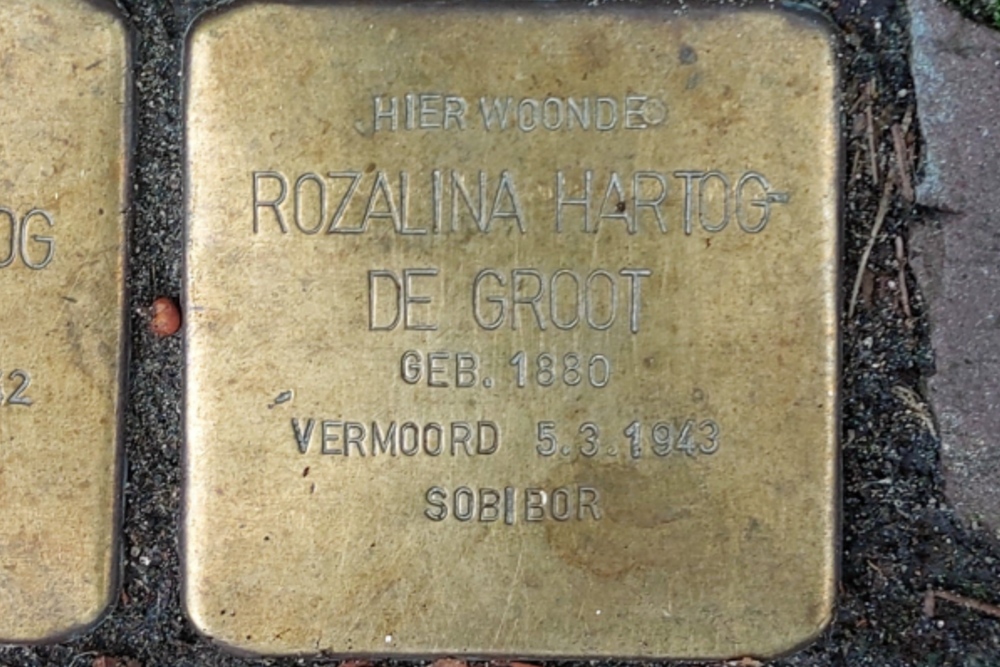 HIER WOONDE
ROZALINA HARTOG-
DE GROOT
GEB. 1880
VERMOORD 5.3.1943
SOBIBOR